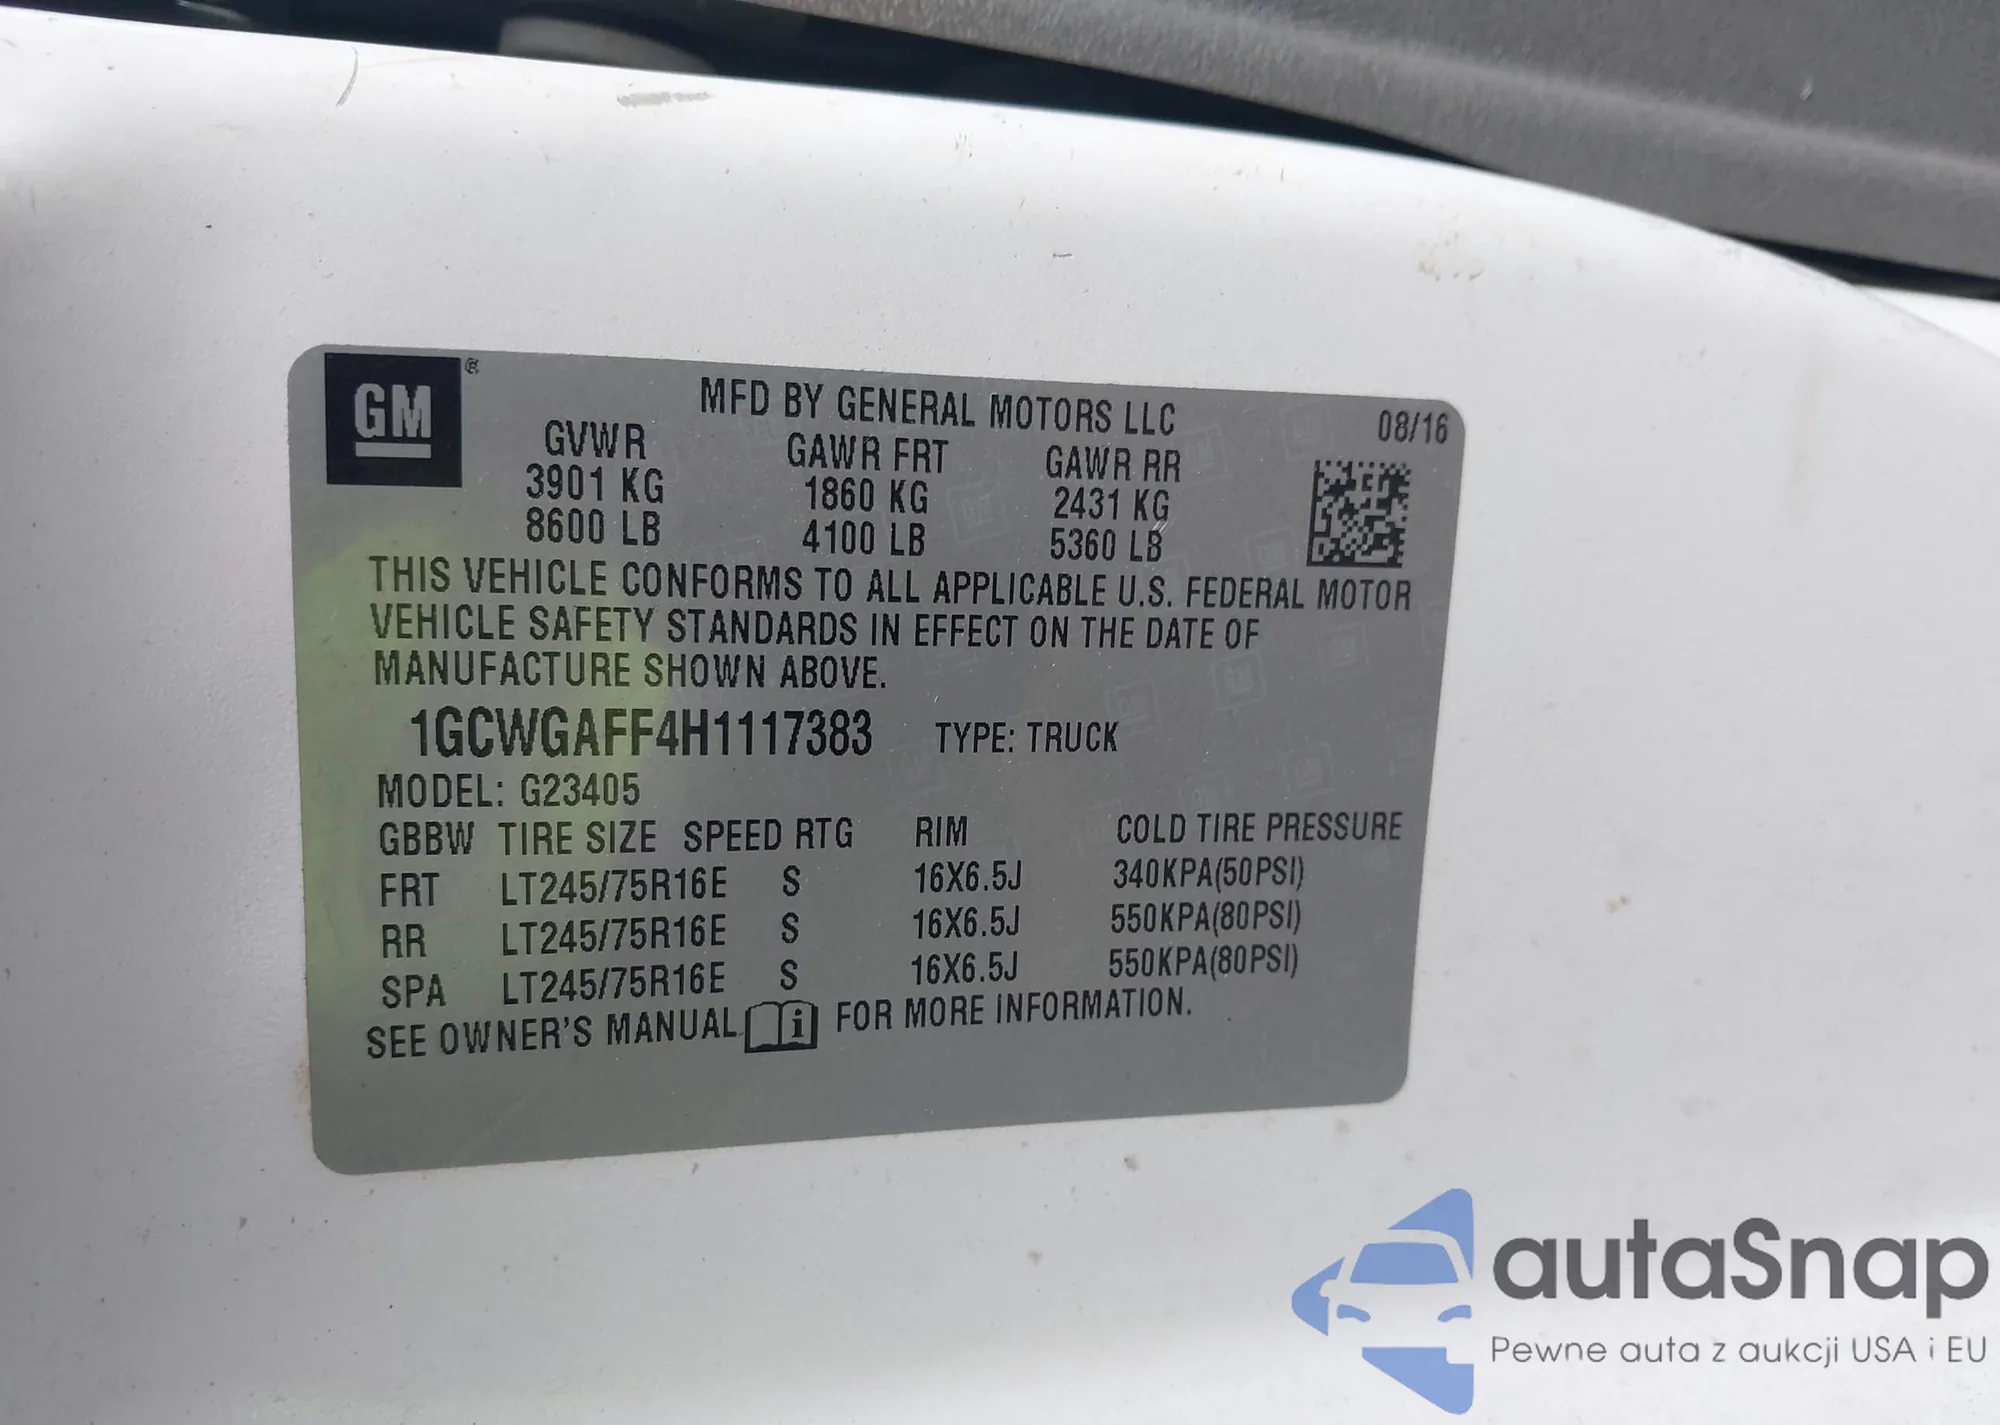 GM®
MFD BY GENERAL MOTORS LLC
08/16
GVWR GAWR FRT GAWR RR
3901 KG 1860 KG 2431 KG
8600 LB 4100 LB 5360 LB
THIS VEHICLE CONFORMS TO ALL APPLICABLE U.S. FEDERAL MOTOR
VEHICLE SAFETY STANDARDS IN EFFECT ON THE DATE OF
MANUFACTURE SHOWN ABOVE.
1GCWGAFF4H1117383 TYPE: TRUCK
MODEL: G23405
GBBW TIRE SIZE SPEED RTG RIM COLD TIRE PRESSURE
FRT LT245/75R16E S 16X6.5J 340KPA(50PSI)
RR LT245/75R16E S 16X6.5J 550KPA(80PSI)
SPA LT245/75R16E S 16X6.5J 550KPA(80PSI)
SEE OWNER'S MANUAL i FOR MORE INFORMATION.
autaSnap
Pewne auta z aukcji USA i EU